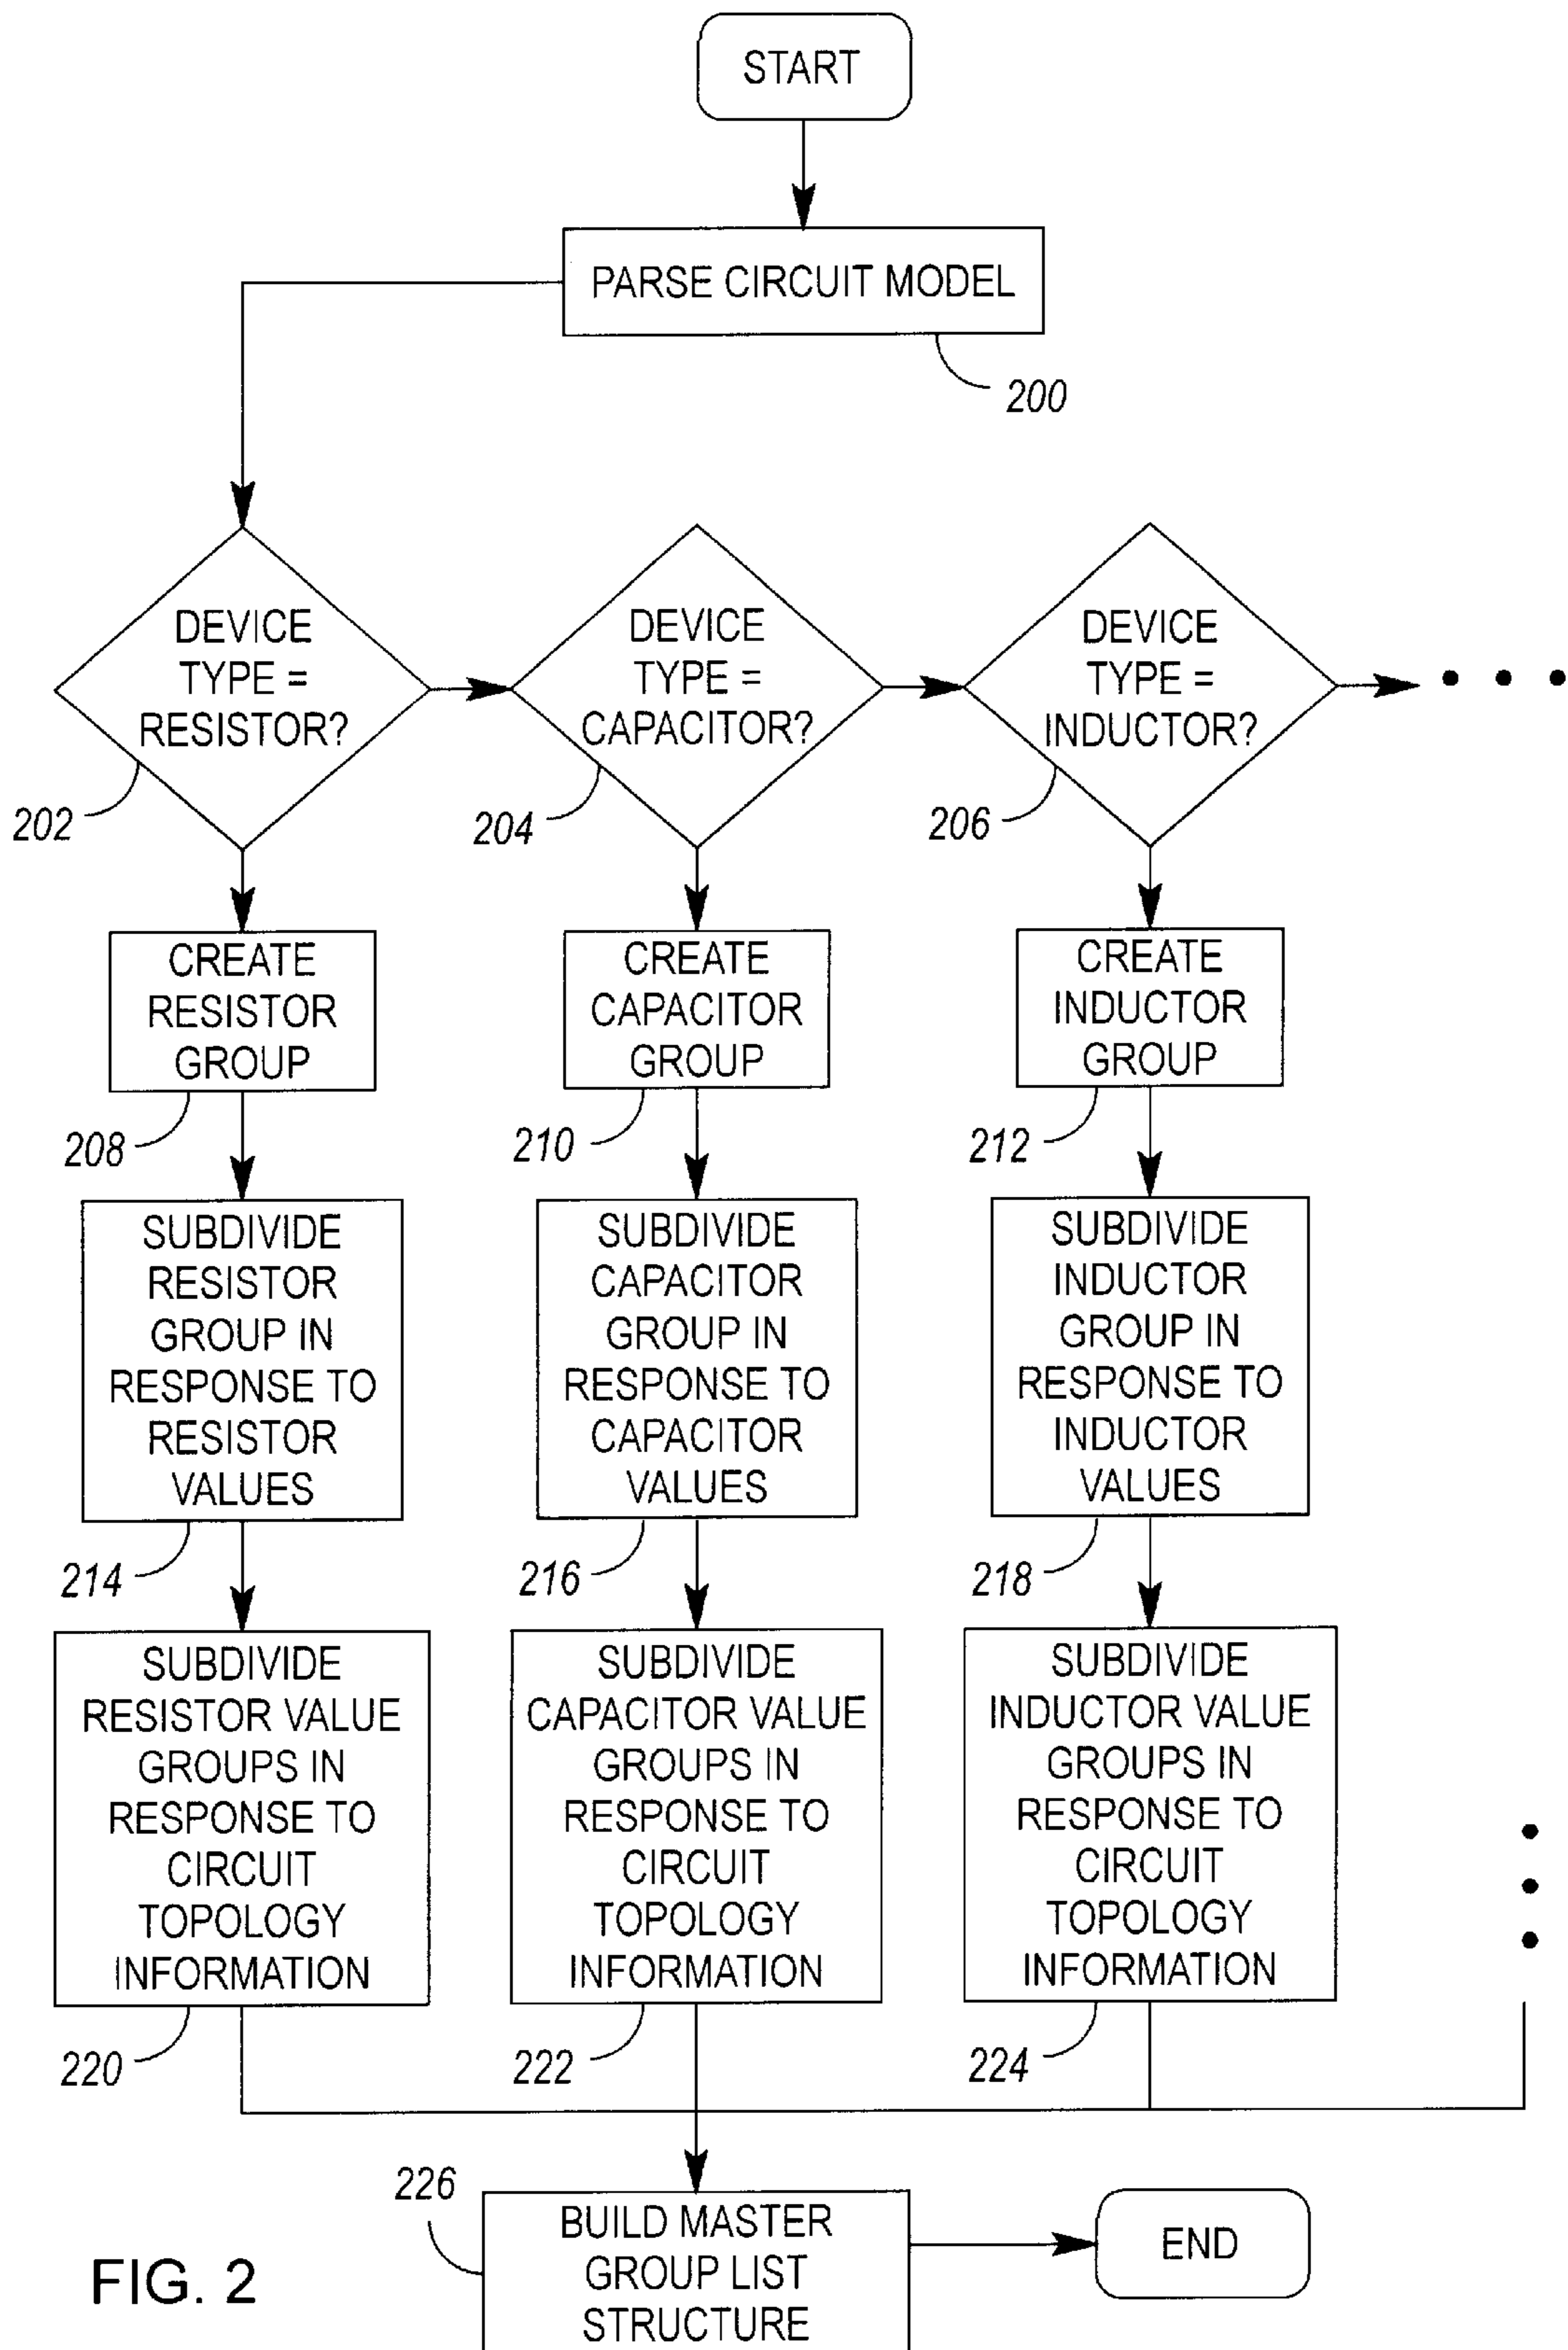 START
PARSE CIRCUIT MODEL
200
DEVICE
TYPE =
RESISTOR?
202
DEVICE
TYPE =
CAPACITOR?
204
DEVICE
TYPE =
INDUCTOR?
206
CREATE
RESISTOR
GROUP
208
CREATE
CAPACITOR
GROUP
210
CREATE
INDUCTOR
GROUP
212
SUBDIVIDE
RESISTOR
GROUP IN
RESPONSE TO
RESISTOR
VALUES
214
SUBDIVIDE
CAPACITOR
GROUP IN
RESPONSE TO
CAPACITOR
VALUES
216
SUBDIVIDE
INDUCTOR
GROUP IN
RESPONSE TO
INDUCTOR
VALUES
218
SUBDIVIDE
RESISTOR VALUE
GROUPS IN
RESPONSE TO
CIRCUIT
TOPOLOGY
INFORMATION
220
SUBDIVIDE
CAPACITOR VALUE
GROUPS IN
RESPONSE TO
CIRCUIT
TOPOLOGY
INFORMATION
222
SUBDIVIDE
INDUCTOR VALUE
GROUPS IN
RESPONSE TO
CIRCUIT
TOPOLOGY
INFORMATION
224
226
BUILD MASTER
GROUP LIST
STRUCTURE
END
FIG. 2